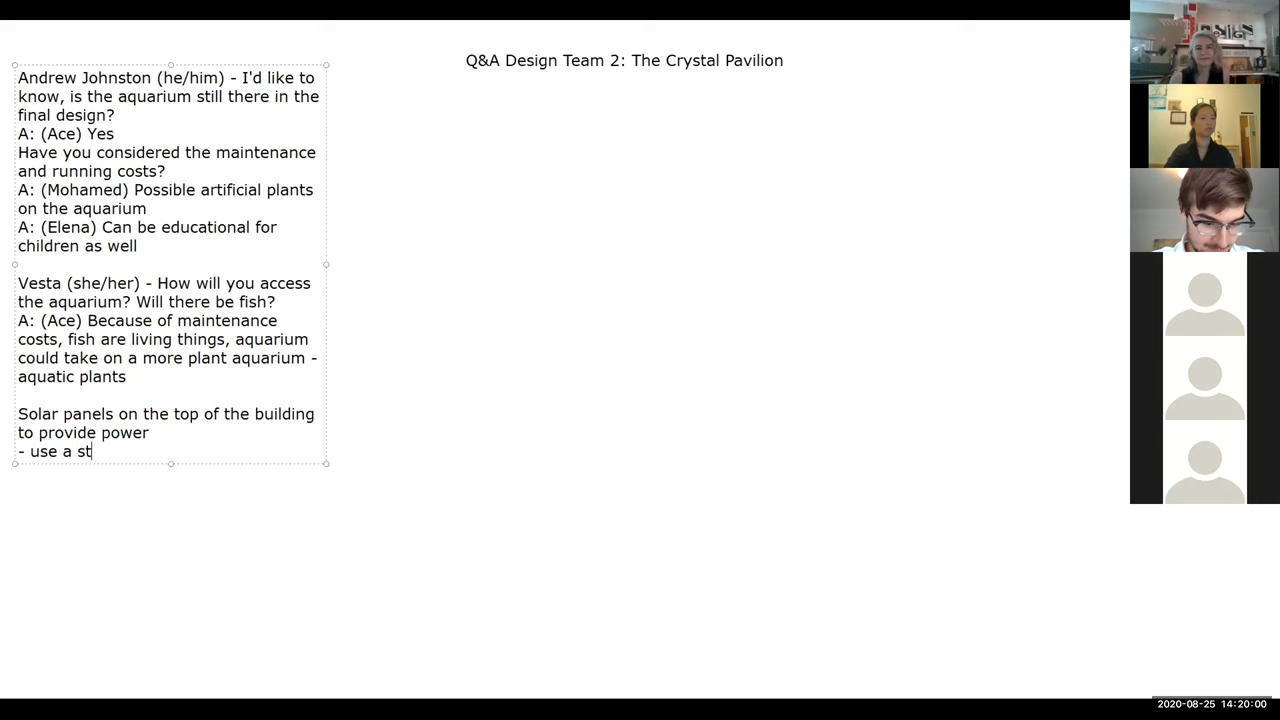 Q&A Design Team 2: The Crystal Pavilion
Andrew Johnston (he/him) - I'd like to
know, is the aquarium still there in the
final design?
A: (Ace) Yes
Have you considered the maintenance
and running costs?
A: (Mohamed) Possible artificial plants
on the aquarium
A: (Elena) Can be educational for
children as well
Vesta (she/her) - How will you access
the aquarium? Will there be fish?
A: (Ace) Because of maintenance
costs, fish are living things, aquarium
could take on a more plant aquarium -
aquatic plants
Solar panels on the top of the building
to provide power
- use a st
2020-08-25 14:20:00